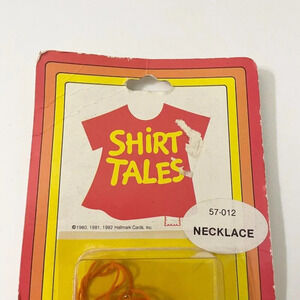 SHiRT
TALES
©1980, 1981, 1982 Hallmark Cards, Inc.
57-012
NECKLACE